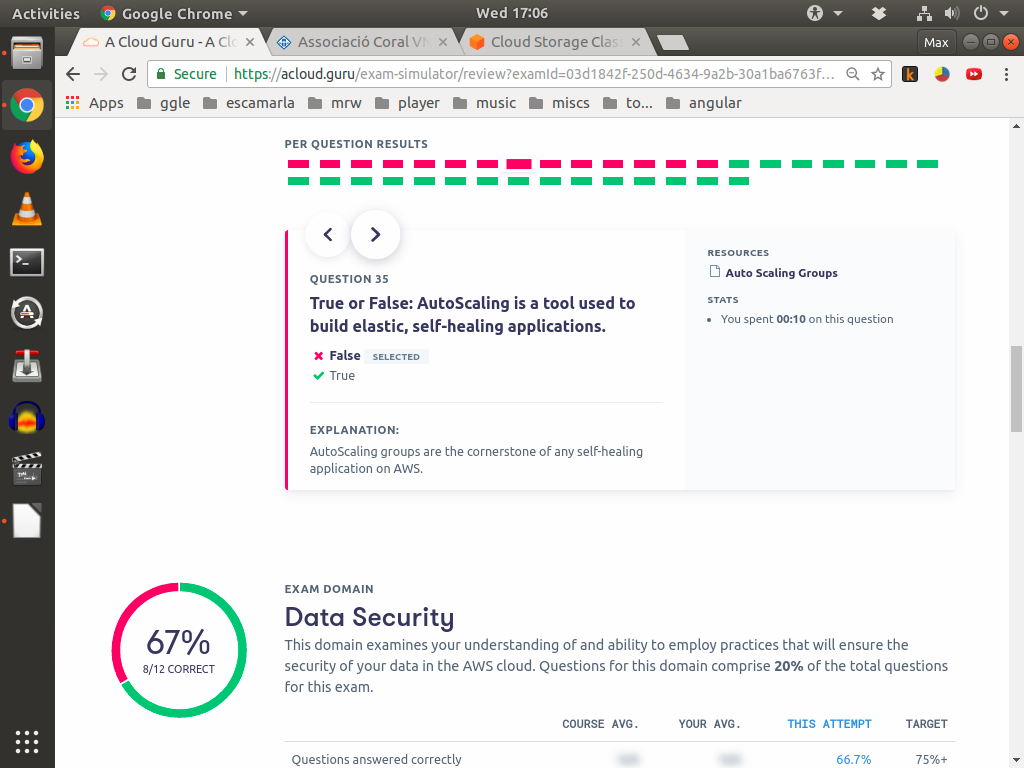 Activities Google Chrome Wed 17:06
A Cloud Guru - A Clo Associació Coral VN Cloud Storage Clas Max
Secure https://acloud.guru/exam-simulator/review?examId=03d1842f-250d-4634-9a2b-30a1ba6763f...
Apps ggle escamarla mrw player music miscs to... angular
PER QUESTION RESULTS
QUESTION 35
True or False: AutoScaling is a tool used to
build elastic, self-healing applications.
False SELECTED
True
EXPLANATION:
AutoScaling groups are the cornerstone of any self-healing
application on AWS.
RESOURCES
Auto Scaling Groups
STATS
• You spent 00:10 on this question
67%
8/12 CORRECT
EXAM DOMAIN
Data Security
This domain examines your understanding of and ability to employ practices that will ensure the
security of your data in the AWS cloud. Questions for this domain comprise 20% of the total questions
for this exam.
COURSE AVG. YOUR AVG. THIS ATTEMPT TARGET
Questions answered correctly 66.7% 75%+